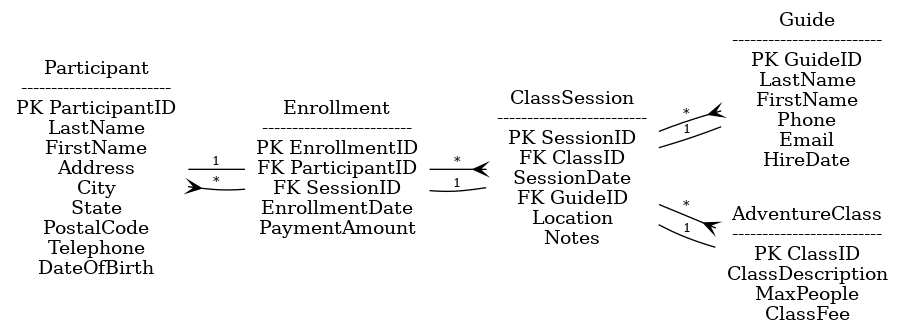 Participant
-------------------------
PK ParticipantID
LastName
FirstName
Address
City
State
PostalCode
Telephone
DateOfBirth
1
*
Enrollment
-------------------------
PK EnrollmentID
FK ParticipantID
FK SessionID
EnrollmentDate
PaymentAmount
*
1
ClassSession
-------------------------
PK SessionID
FK ClassID
SessionDate
FK GuideID
Location
Notes
*
1
*
1
Guide
-------------------------
PK GuideID
LastName
FirstName
Phone
Email
HireDate
AdventureClass
-------------------------
PK ClassID
ClassDescription
MaxPeople
ClassFee